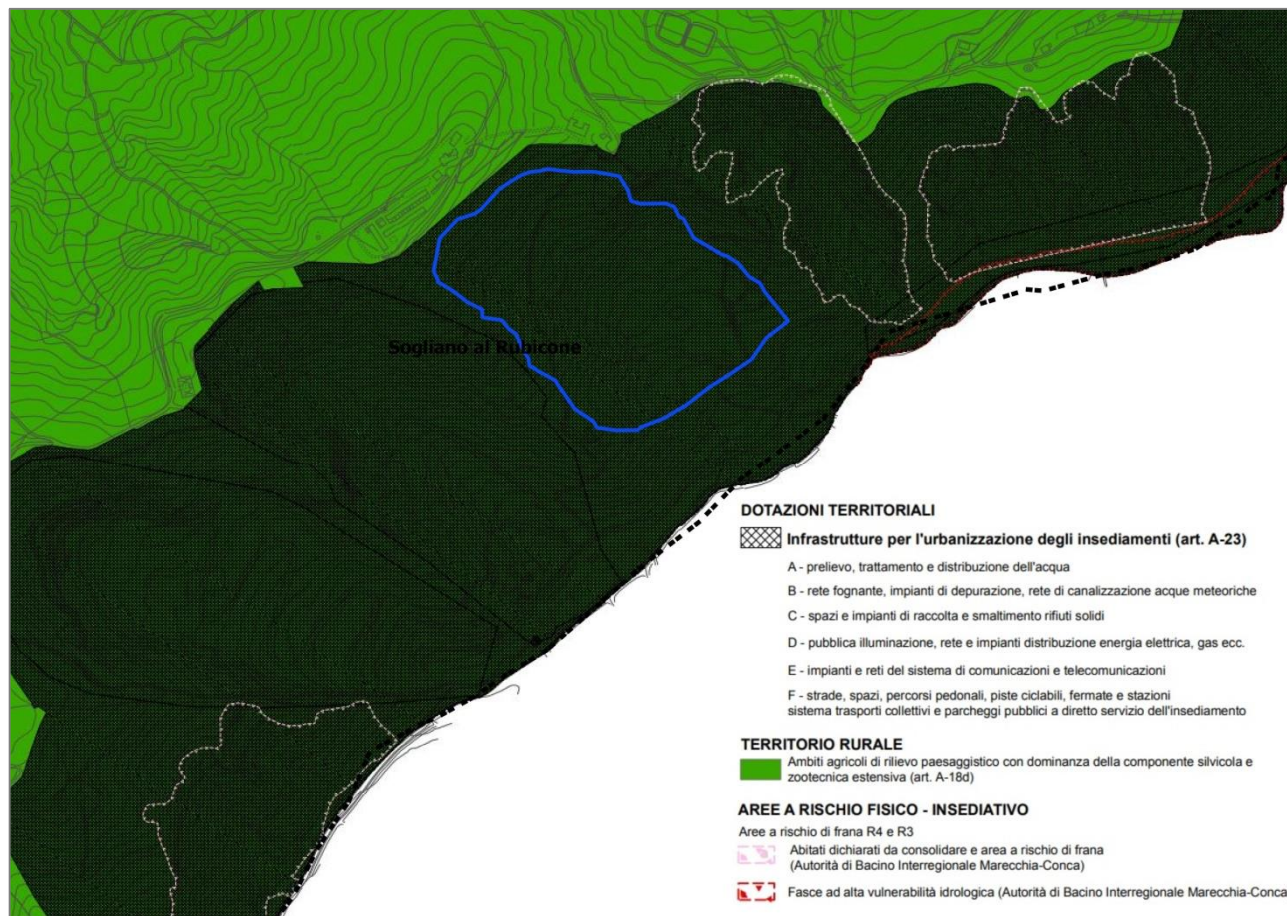 Sogliano al Rubicone
DOTAZIONI TERRITORIALI
Infrastrutture per l'urbanizzazione degli insediamenti (art. A-23)
A - prelievo, trattamento e distribuzione dell'acqua
B - rete fognante, impianti di depurazione, rete di canalizzazione acque meteoriche
C - spazi e impianti di raccolta e smaltimento rifiuti solidi
D - pubblica illuminazione, rete e impianti distribuzione energia elettrica, gas ecc.
E - impianti e reti del sistema di comunicazioni e telecomunicazioni
F - strade, spazi, percorsi pedonali, piste ciclabili, fermate e stazioni
sistema trasporti collettivi e parcheggi pubblici a diretto servizio dell'insediamento
TERRITORIO RURALE
Ambiti agricoli di rilievo paesaggistico con dominanza della componente silvicola e
zootecnica estensiva (art. A-18d)
AREE A RISCHIO FISICO - INSEDIATIVO
Aree a rischio di frana R4 e R3
Abitati dichiarati da consolidare e area a rischio di frana
(Autorità di Bacino Interregionale Marecchia-Conca)
Fasce ad alta vulnerabilità idrologica (Autorità di Bacino Interregionale Marecchia-Conca